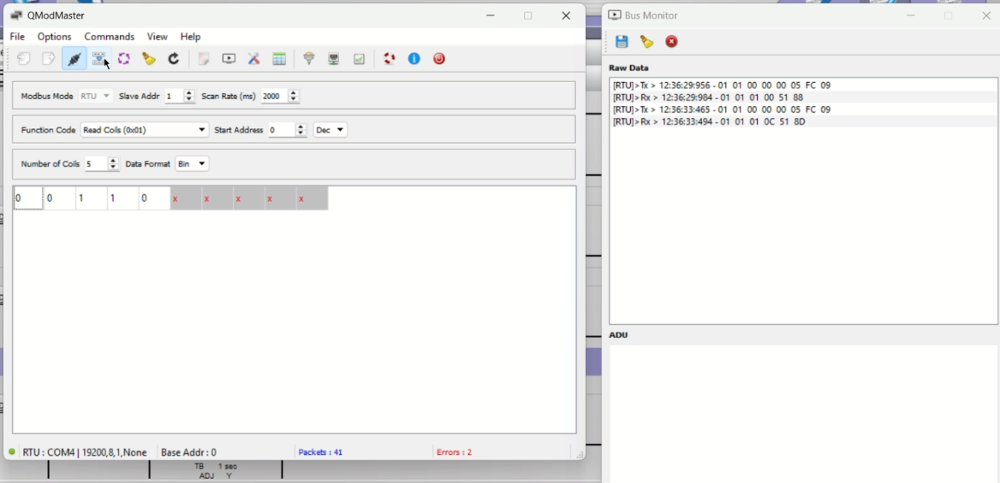 QModMaster
File Options Commands View Help
Modbus Mode RTU Slave Addr 1 Scan Rate (ms) 2000
Function Code Read Coils (0x01) Start Address 0 Dec
Number of Coils 5 Data Format Bin
0 0 1 1 0 x x x x x
RTU : COM4 | 19200,8,1,None Base Addr : 0 Packets : 41 Errors : 2
TB 1 sec
ADJ Y
Bus Monitor
Raw Data
[RTU]>Tx > 12:36:29:956 - 01 01 00 00 00 05 FC 09
[RTU]>Rx > 12:36:29:984 - 01 01 01 00 51 88
[RTU]>Tx > 12:36:33:465 - 01 01 00 00 00 05 FC 09
[RTU]>Rx > 12:36:33:494 - 01 01 01 0C 51 8D
ADU